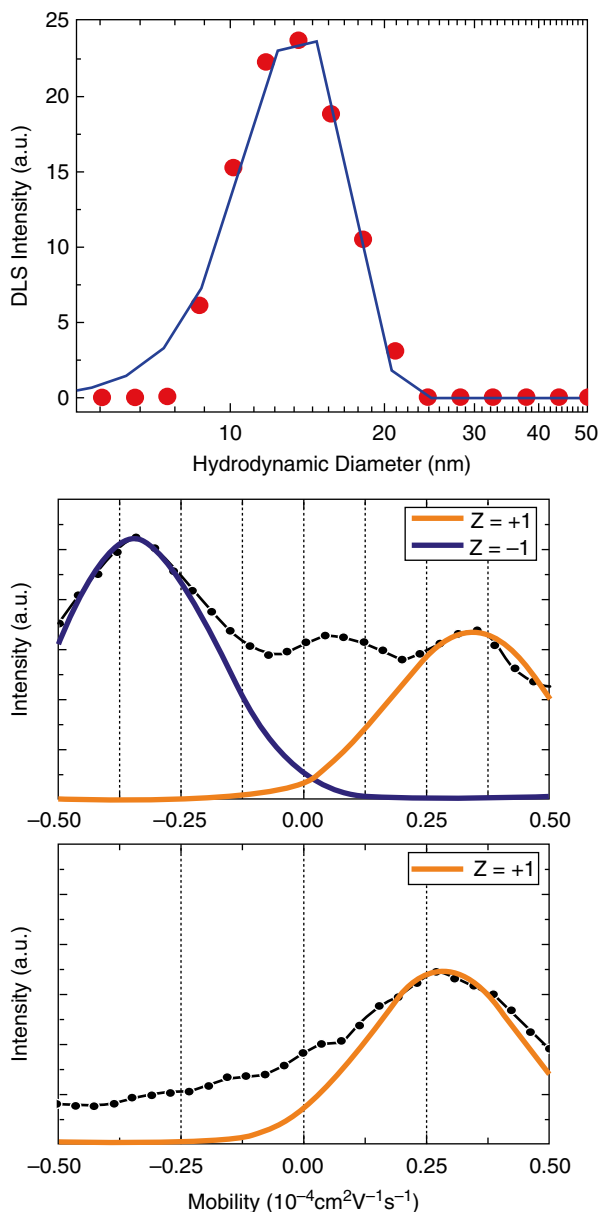 25
20
15
10
5
0
DLS Intensity (a.u.)
10 20 30 40 50
Hydrodynamic Diameter (nm)
Z = +1
Z = –1
Intensity (a.u.)
–0.50 –0.25 0.00 0.25 0.50
Z = +1
Intensity (a.u.)
–0.50 –0.25 0.00 0.25 0.50
Mobility (10⁻⁴cm²V⁻¹s⁻¹)